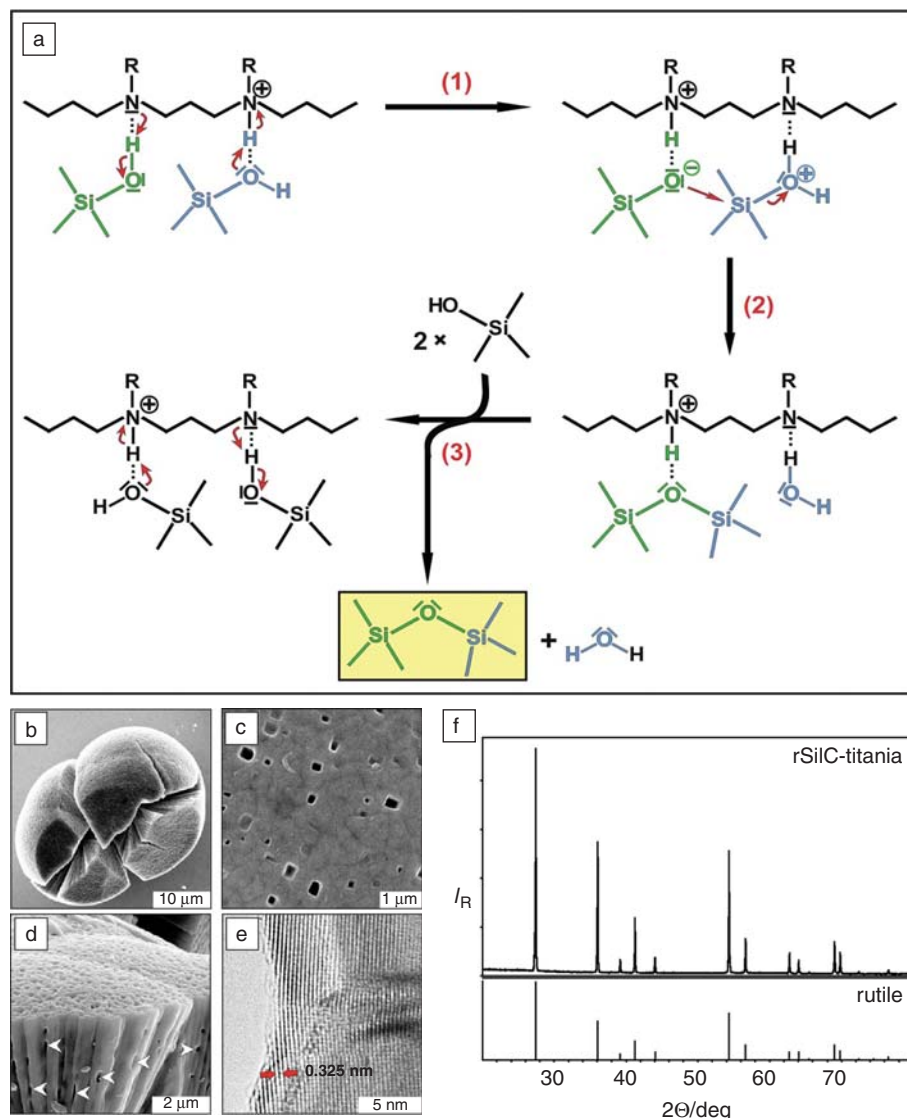 a
R R
N ⊕ N
(1)
R R
N ⊕ N
H H
O O
Si Si H
H H
O ⊖ O ⊕
Si Si H
(2)
HO
Si
2 ×
R R
N ⊕ N
(3)
R R
N ⊕ N
H H
H O O
Si Si
H H
O O H
Si Si
O
Si Si
+
O
H H
b
10 µm
c
1 µm
d
2 µm
e
0.325 nm
5 nm
f
rSilC-titania
I_R
rutile
30 40 50 60 70 80
2Θ/deg